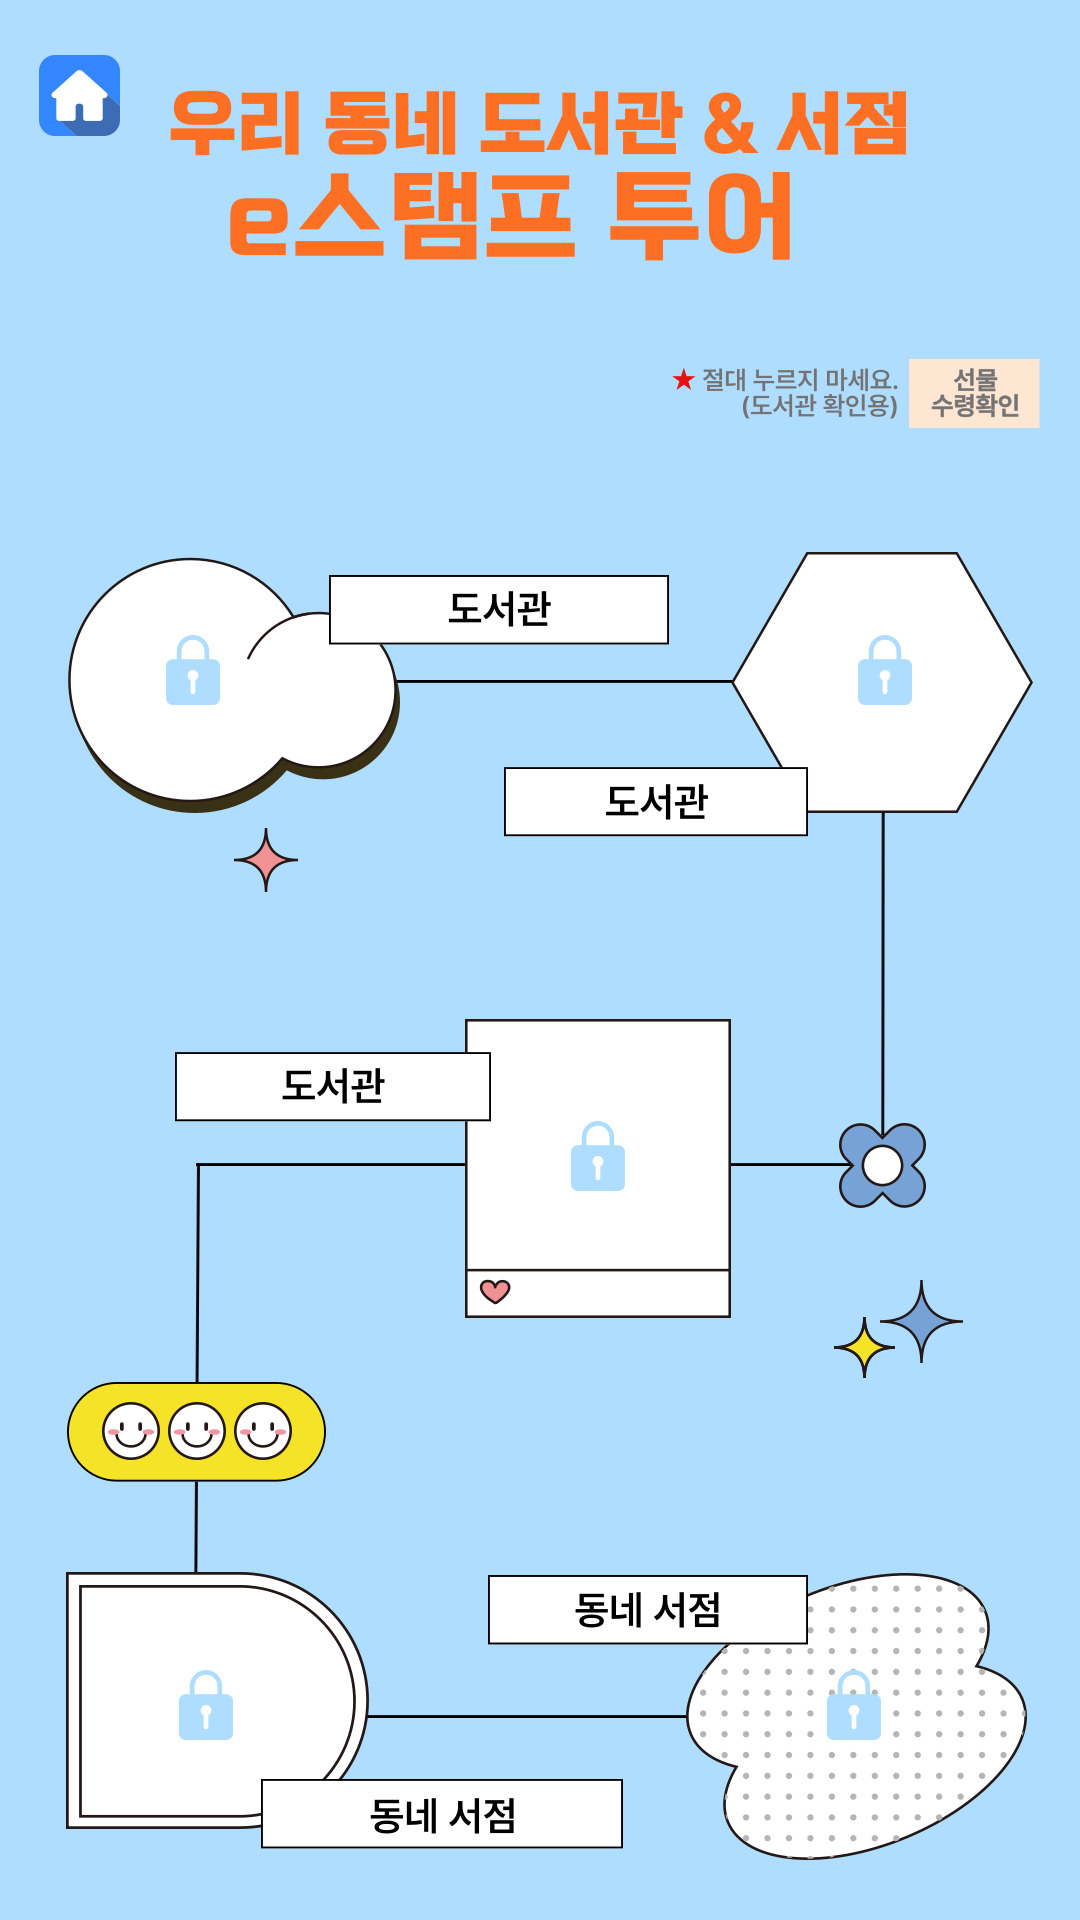 우리 동네 도서관 & 서점
e스탬프 투어
★ 절대 누르지 마세요.
(도서관 확인용)
선물
수령확인
도서관
도서관
도서관
동네 서점
동네 서점